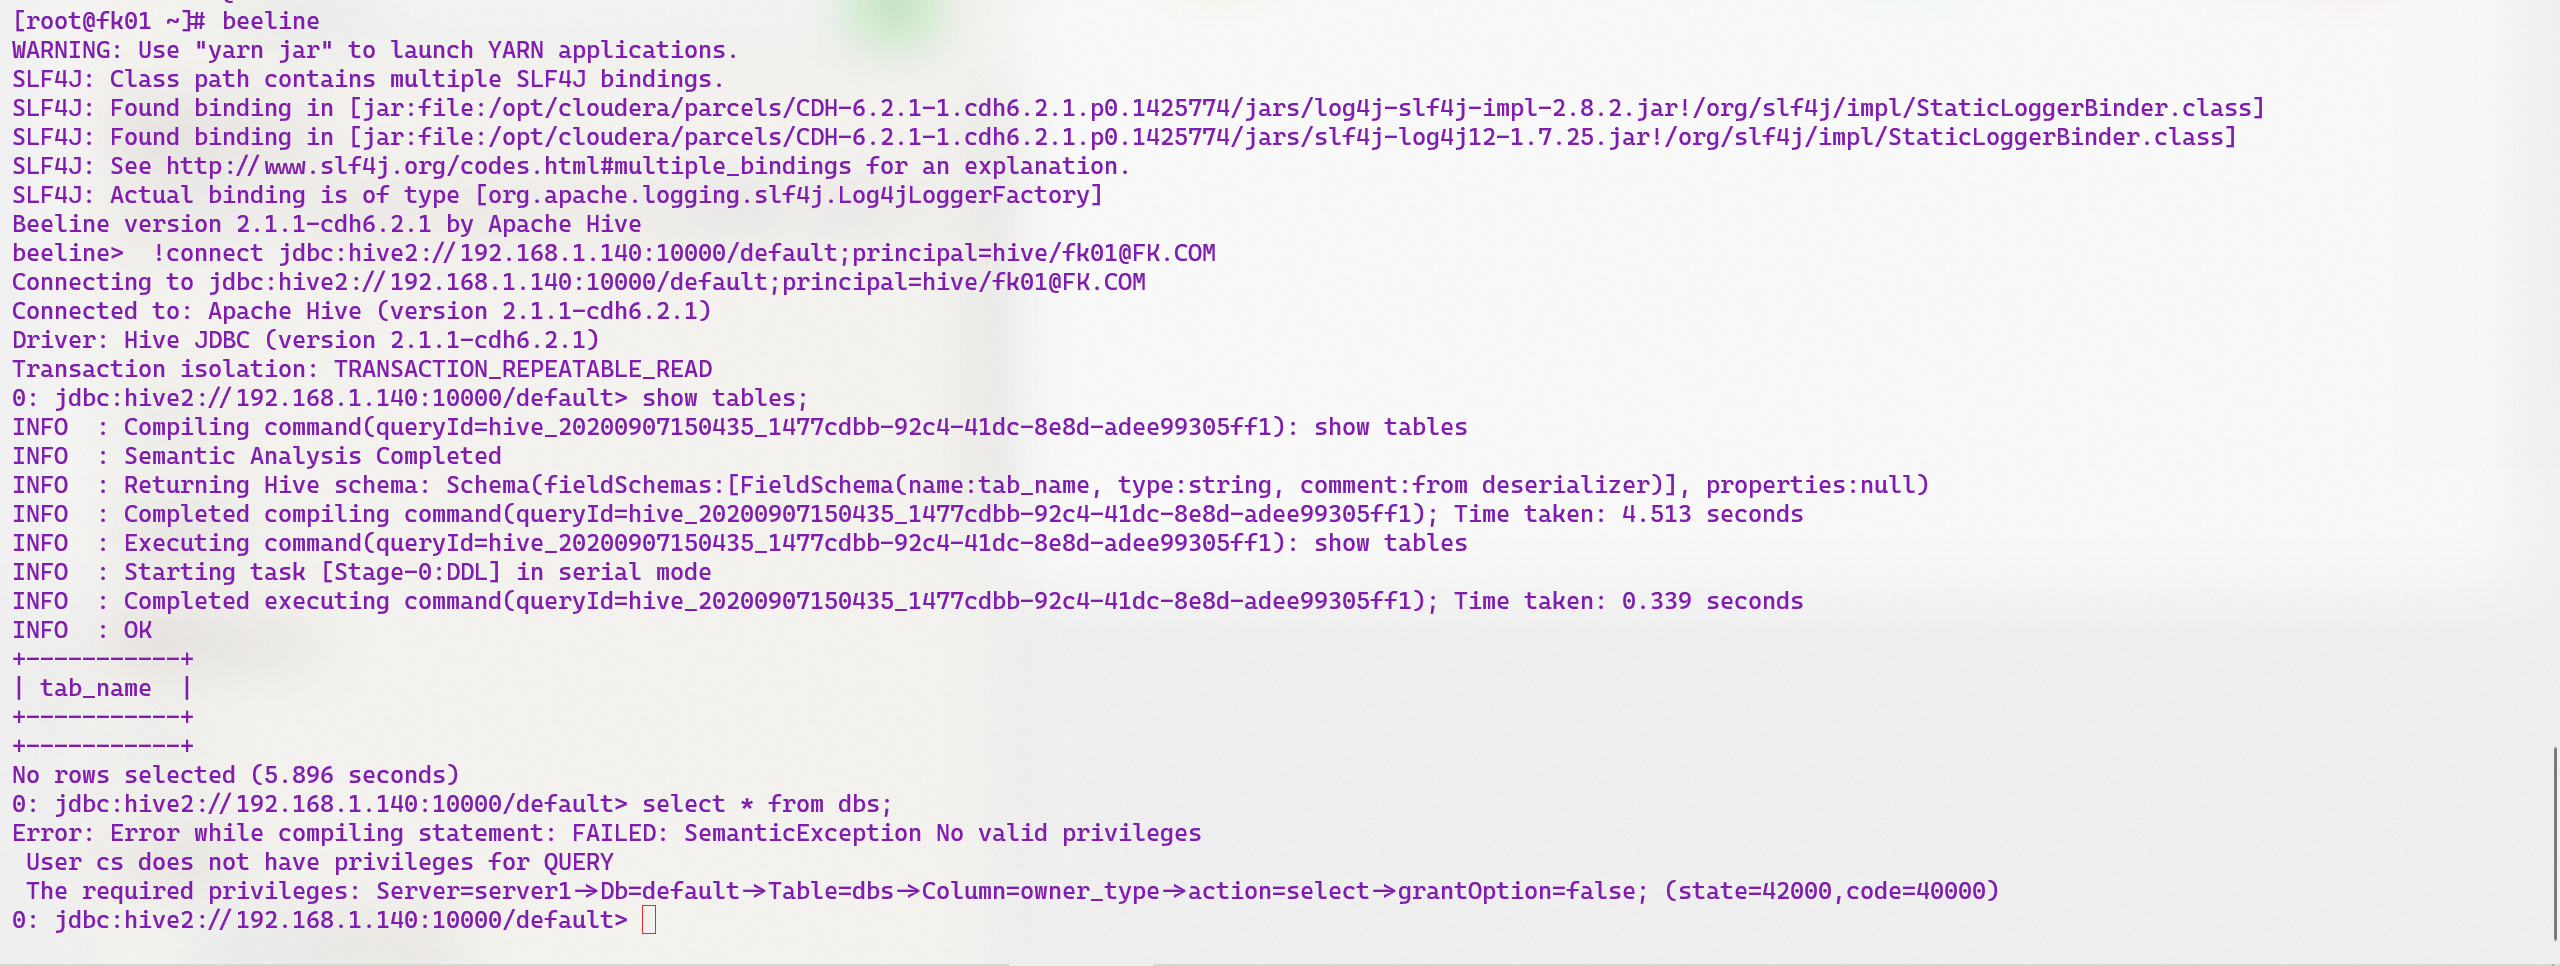 [root@fk01 ~]# beeline
WARNING: Use "yarn jar" to launch YARN applications.
SLF4J: Class path contains multiple SLF4J bindings.
SLF4J: Found binding in [jar:file:/opt/cloudera/parcels/CDH-6.2.1-1.cdh6.2.1.p0.1425774/jars/log4j-slf4j-impl-2.8.2.jar!/org/slf4j/impl/StaticLoggerBinder.class]
SLF4J: Found binding in [jar:file:/opt/cloudera/parcels/CDH-6.2.1-1.cdh6.2.1.p0.1425774/jars/slf4j-log4j12-1.7.25.jar!/org/slf4j/impl/StaticLoggerBinder.class]
SLF4J: See http://www.slf4j.org/codes.html#multiple_bindings for an explanation.
SLF4J: Actual binding is of type [org.apache.logging.slf4j.Log4jLoggerFactory]
Beeline version 2.1.1-cdh6.2.1 by Apache Hive
beeline>  !connect jdbc:hive2://192.168.1.140:10000/default;principal=hive/fk01@FK.COM
Connecting to jdbc:hive2://192.168.1.140:10000/default;principal=hive/fk01@FK.COM
Connected to: Apache Hive (version 2.1.1-cdh6.2.1)
Driver: Hive JDBC (version 2.1.1-cdh6.2.1)
Transaction isolation: TRANSACTION_REPEATABLE_READ
0: jdbc:hive2://192.168.1.140:10000/default> show tables;
INFO  : Compiling command(queryId=hive_20200907150435_1477cdbb-92c4-41dc-8e8d-adee99305ff1): show tables
INFO  : Semantic Analysis Completed
INFO  : Returning Hive schema: Schema(fieldSchemas:[FieldSchema(name:tab_name, type:string, comment:from deserializer)], properties:null)
INFO  : Completed compiling command(queryId=hive_20200907150435_1477cdbb-92c4-41dc-8e8d-adee99305ff1); Time taken: 4.513 seconds
INFO  : Executing command(queryId=hive_20200907150435_1477cdbb-92c4-41dc-8e8d-adee99305ff1): show tables
INFO  : Starting task [Stage-0:DDL] in serial mode
INFO  : Completed executing command(queryId=hive_20200907150435_1477cdbb-92c4-41dc-8e8d-adee99305ff1); Time taken: 0.339 seconds
INFO  : OK
+-----------+
| tab_name  |
+-----------+
+-----------+
No rows selected (5.896 seconds)
0: jdbc:hive2://192.168.1.140:10000/default> select * from dbs;
Error: Error while compiling statement: FAILED: SemanticException No valid privileges
 User cs does not have privileges for QUERY
 The required privileges: Server=server1->Db=default->Table=dbs->Column=owner_type->action=select->grantOption=false; (state=42000,code=40000)
0: jdbc:hive2://192.168.1.140:10000/default>